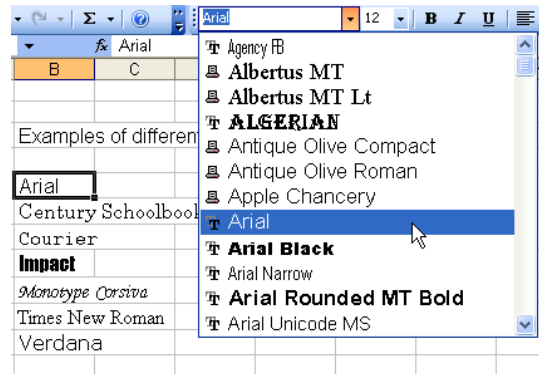 Σ Arial 12 B I U
fx Arial
B C
Examples of differen
Arial
Century Schoolbook
Courier
Impact
Monotype Corsiva
Times New Roman
Verdana
Agency FB
Albertus MT
Albertus MT Lt
ALGERIAN
Antique Olive Compact
Antique Olive Roman
Apple Chancery
Arial
Arial Black
Arial Narrow
Arial Rounded MT Bold
Arial Unicode MS